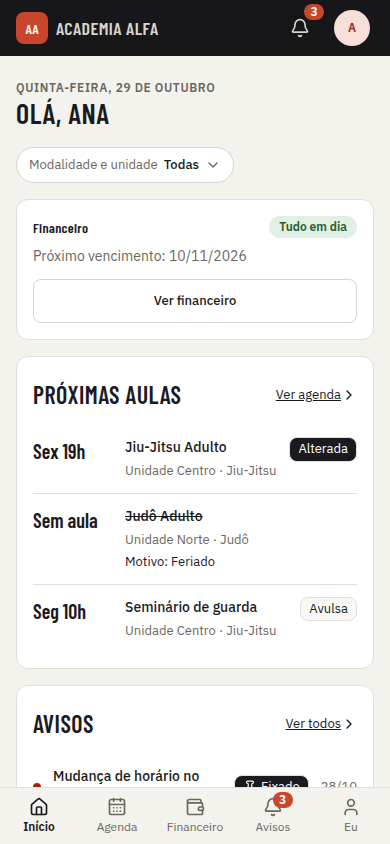 AA ACADEMIA ALFA 3 A
QUINTA-FEIRA, 29 DE OUTUBRO
OLÁ, ANA
Modalidade e unidade Todas
Financeiro Tudo em dia
Próximo vencimento: 10/11/2026
Ver financeiro
PRÓXIMAS AULAS Ver agenda
Sex 19h Jiu-Jitsu Adulto Alterada
Unidade Centro · Jiu-Jitsu
Sem aula Judô Adulto
Unidade Norte · Judô
Motivo: Feriado
Seg 10h Seminário de guarda Avulsa
Unidade Centro · Jiu-Jitsu
AVISOS Ver todos
Mudança de horário no Fixado 28/10
3
Início Agenda Financeiro Avisos Eu